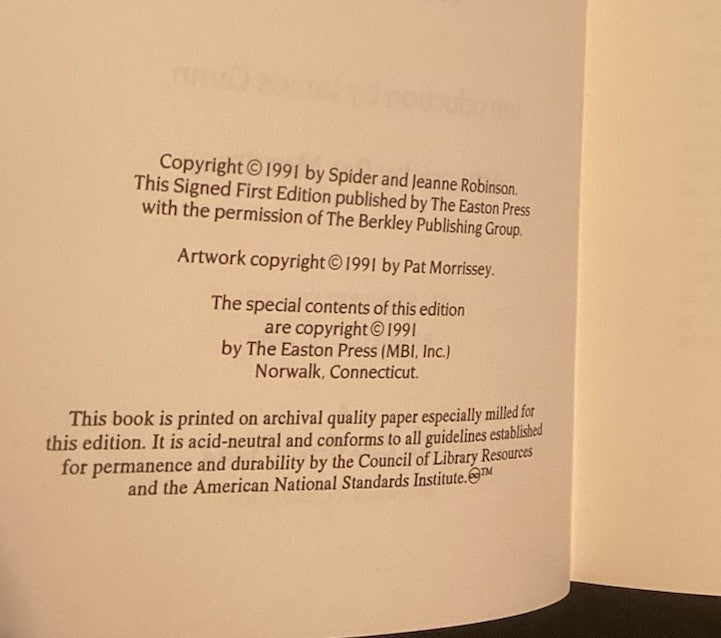 Copyright © 1991 by Spider and Jeanne Robinson.
This Signed First Edition published by The Easton Press
with the permission of The Berkley Publishing Group.
Artwork copyright © 1991 by Pat Morrissey.
The special contents of this edition
are copyright © 1991
by The Easton Press (MBI, Inc.)
Norwalk, Connecticut.
This book is printed on archival quality paper especially milled for
this edition. It is acid-neutral and conforms to all guidelines established
for permanence and durability by the Council of Library Resources
and the American National Standards Institute.♾™